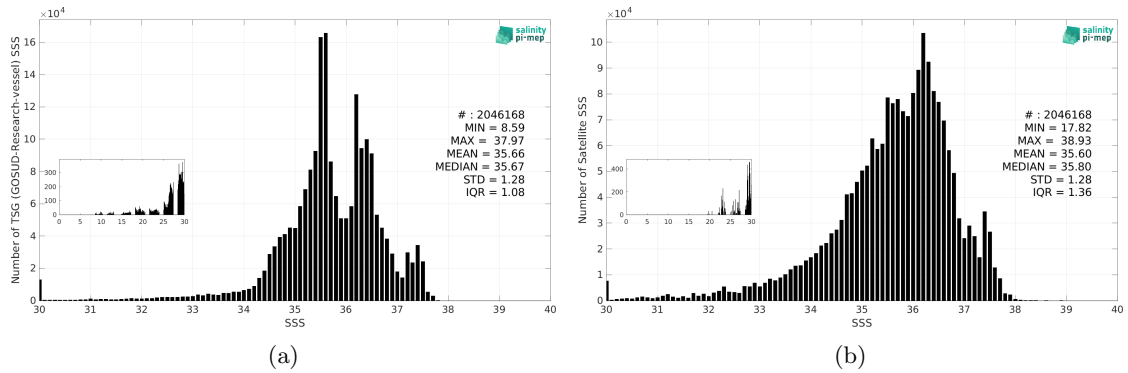 ×10⁴
salinity
pi-mep
Number of TSG (GOSUD-Research-vessel) SSS
16
14
12
10
8
6
4
2
0
# : 2046168
MIN = 8.59
MAX = 37.97
MEAN = 35.66
MEDIAN = 35.67
STD = 1.28
IQR = 1.08
300
200
100
0
0 5 10 15 20 25 30
30 31 32 33 34 35 36 37 38 39 40
SSS
(a)
×10⁴
salinity
pi-mep
Number of Satellite SSS
10
9
8
7
6
5
4
3
2
1
0
# : 2046168
MIN = 17.82
MAX = 38.93
MEAN = 35.60
MEDIAN = 35.80
STD = 1.28
IQR = 1.36
400
200
0
0 5 10 15 20 25 30
30 31 32 33 34 35 36 37 38 39 40
SSS
(b)